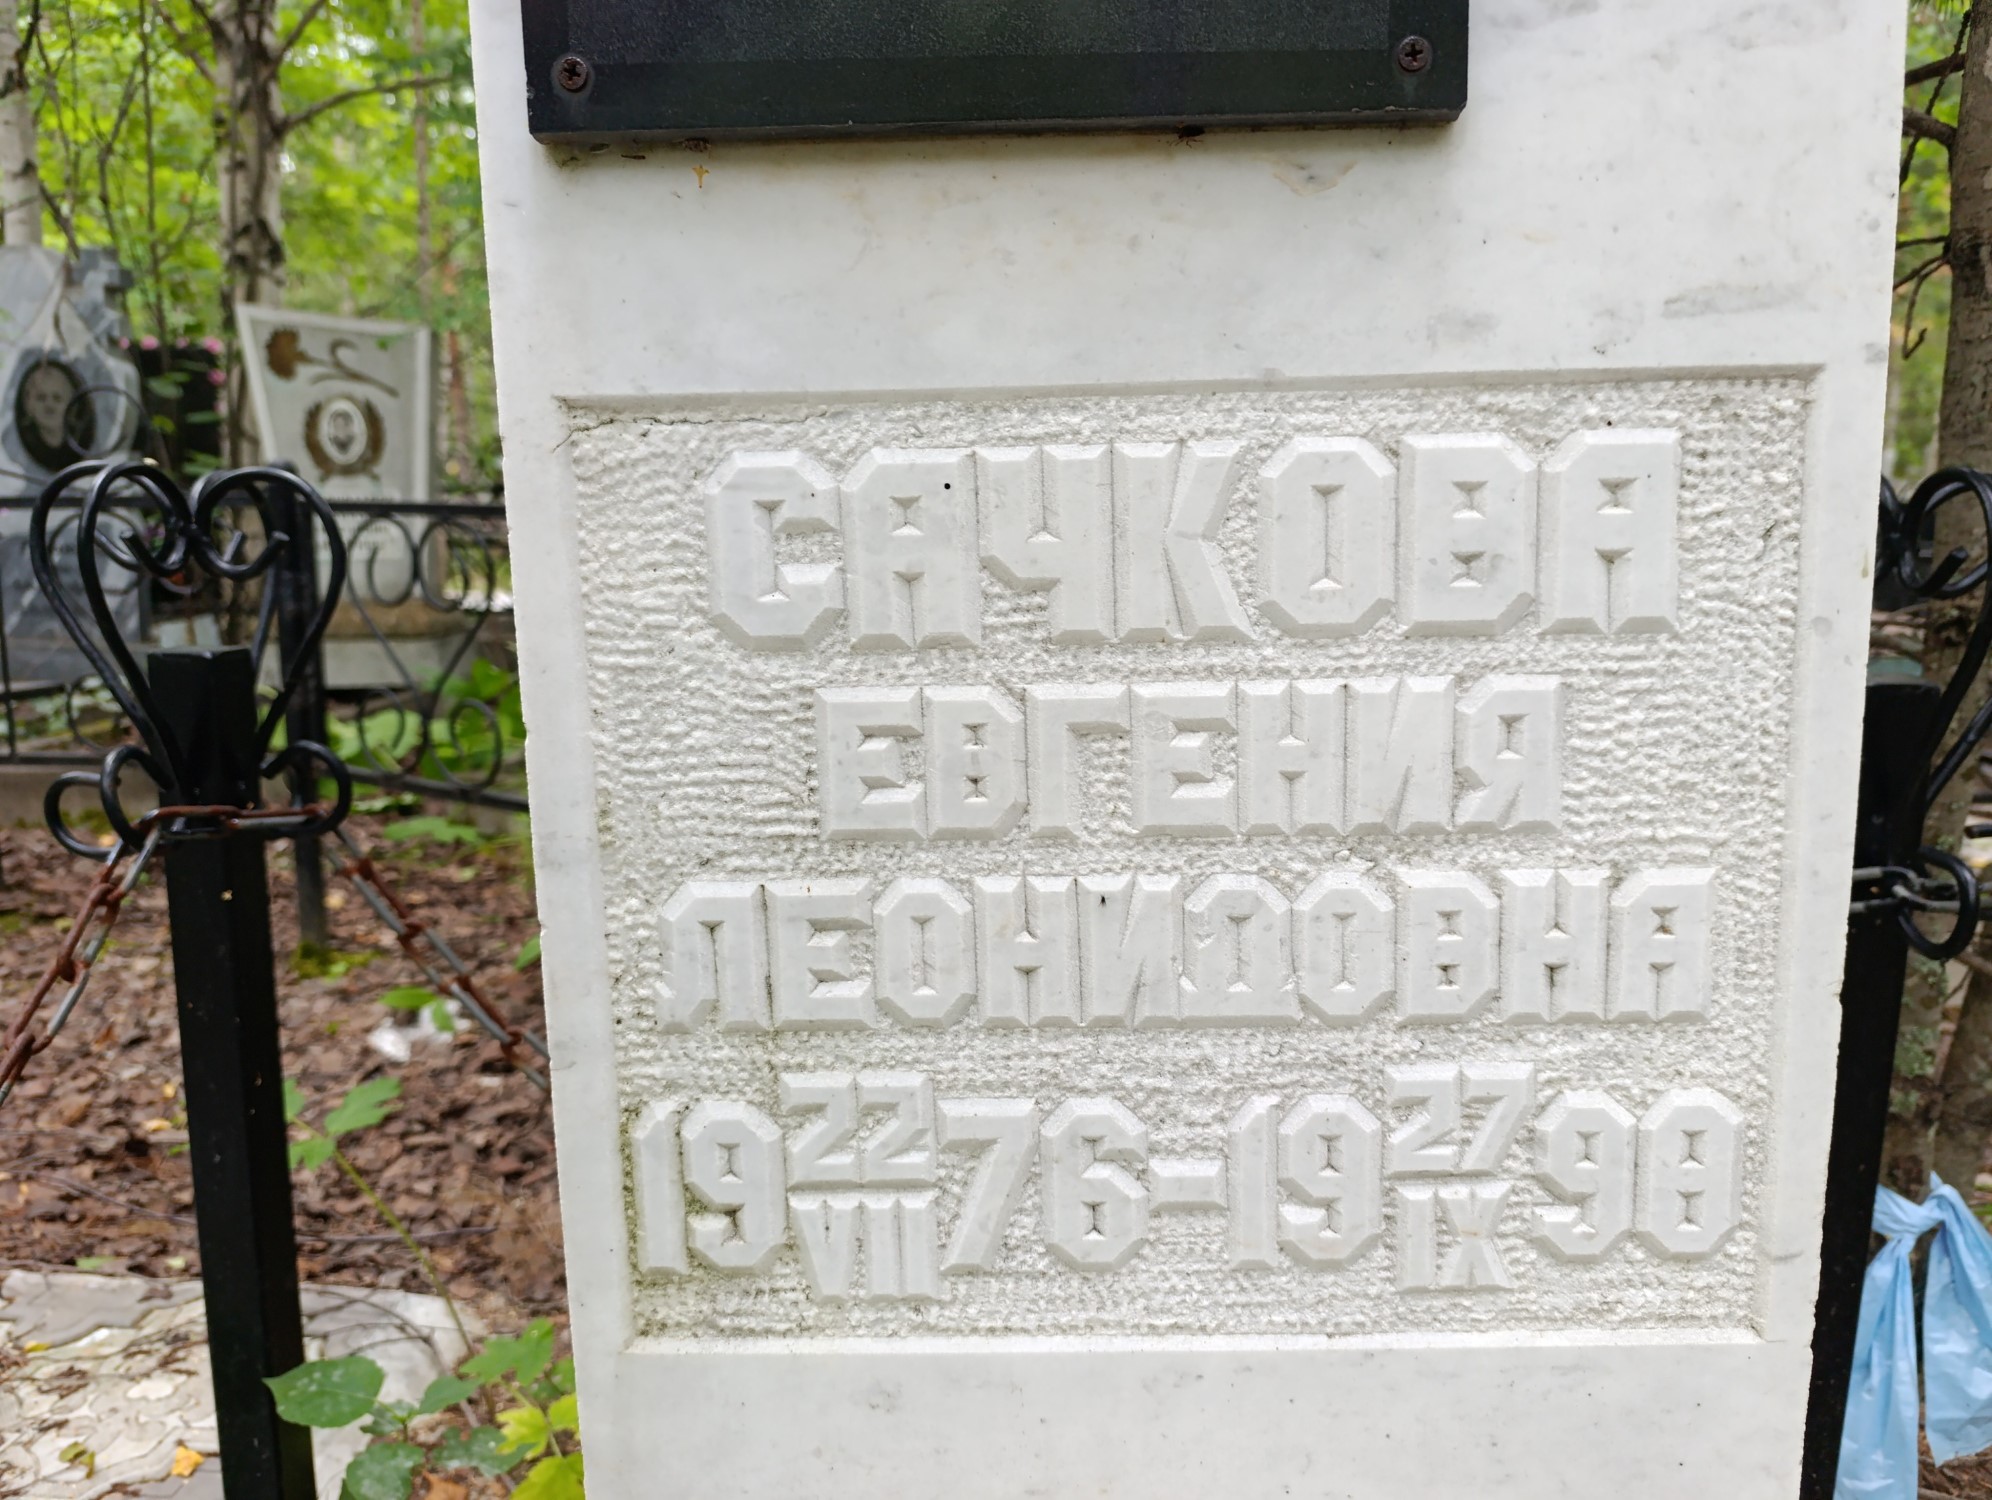 САЧКОВА
ЕВГЕНИЯ
ЛЕОНИДОВНА
19 22/VII 76 - 19 27/IX 98